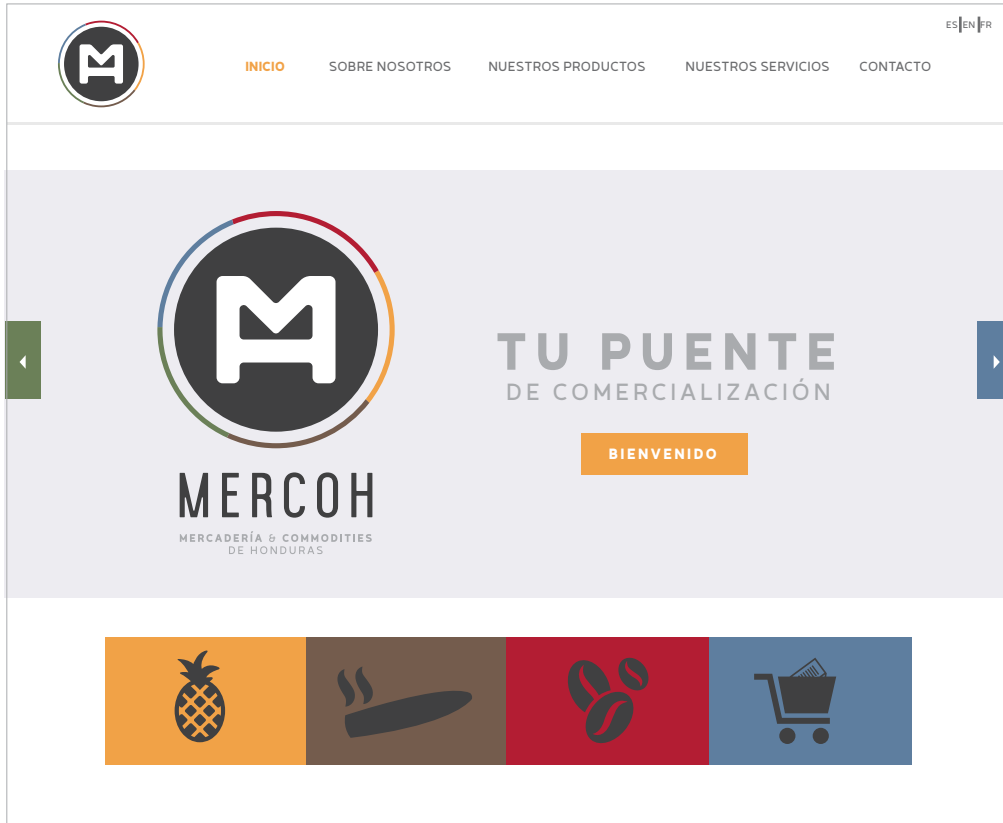 ES EN FR
INICIO SOBRE NOSOTROS NUESTROS PRODUCTOS NUESTROS SERVICIOS CONTACTO
TU PUENTE
DE COMERCIALIZACIÓN
BIENVENIDO
MERCOH
MERCADERÍA & COMMODITIES
DE HONDURAS